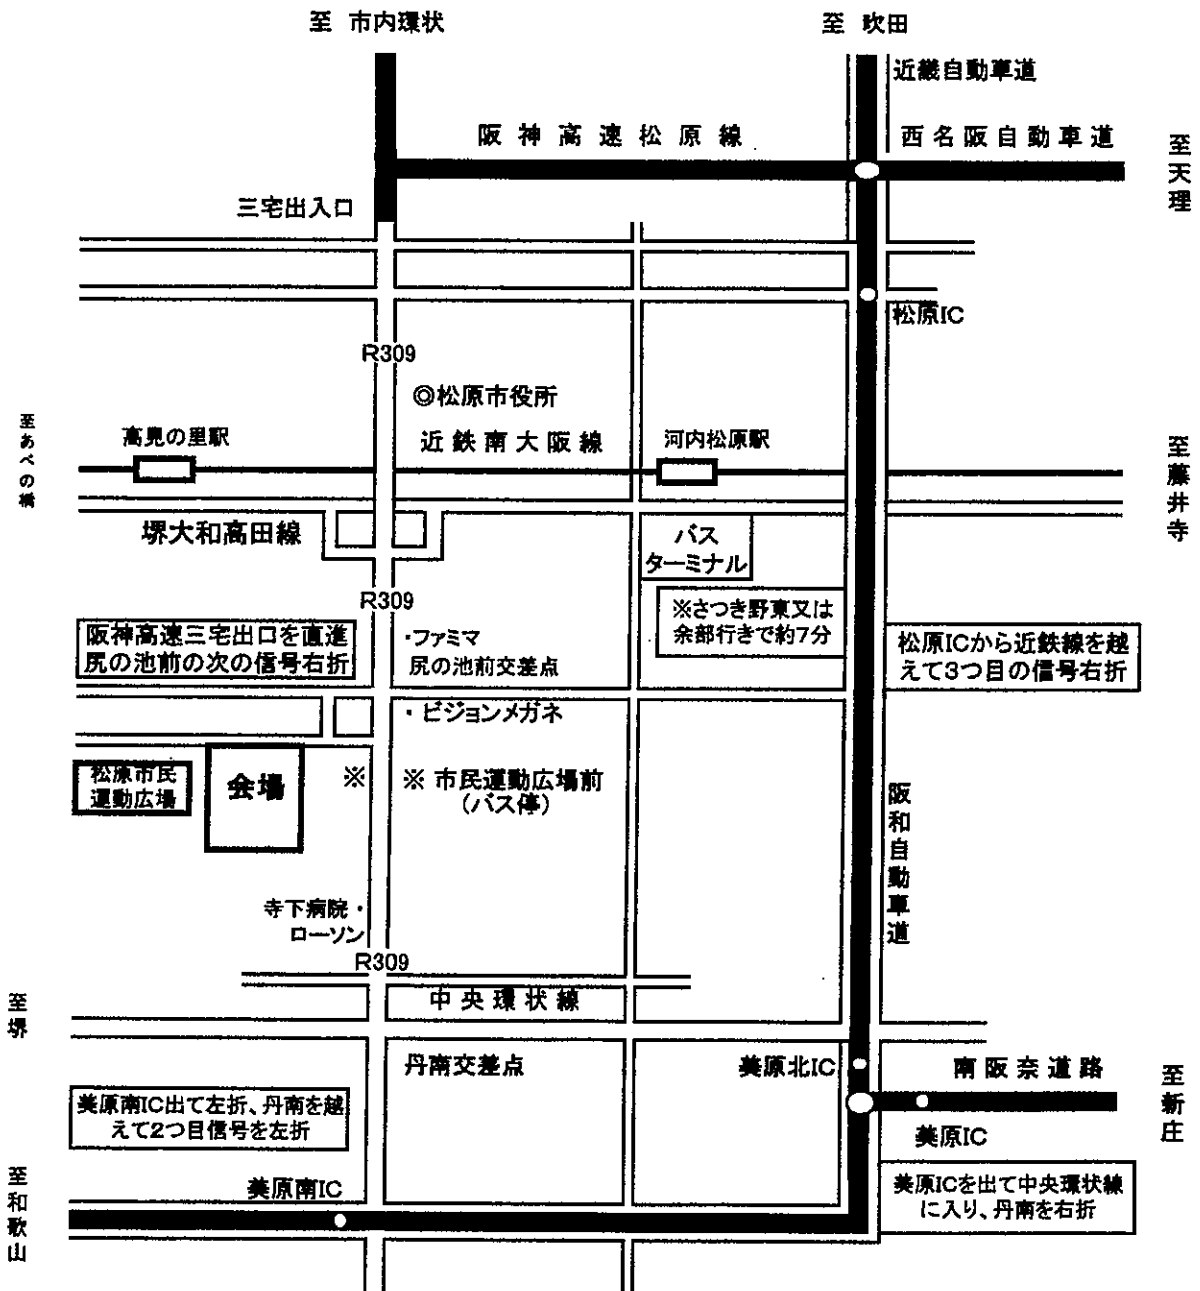 至 市内環状
至 吹田
近畿自動車道
阪神高速松原線
西名阪自動車道
至天理
三宅出入口
松原IC
R309
◎松原市役所
至あべの橋
高見の里駅
近鉄南大阪線
河内松原駅
至藤井寺
堺大和高田線
バス
ターミナル
R309
※さつき野東又は
余部行きで約7分
阪神高速三宅出口を直進
尻の池前の次の信号右折
・ファミマ
尻の池前交差点
松原ICから近鉄線を越
えて3つ目の信号右折
・ビジョンメガネ
松原市民
運動広場
会場
※
※ 市民運動広場前
(バス停)
阪和自動車道
寺下病院・
ローソン
R309
中央環状線
至堺
丹南交差点
美原北IC
南阪奈道路
至新庄
美原南IC出て左折、丹南を越
えて2つ目信号を左折
美原IC
至和歌山
美原南IC
美原ICを出て中央環状線
に入り、丹南を右折